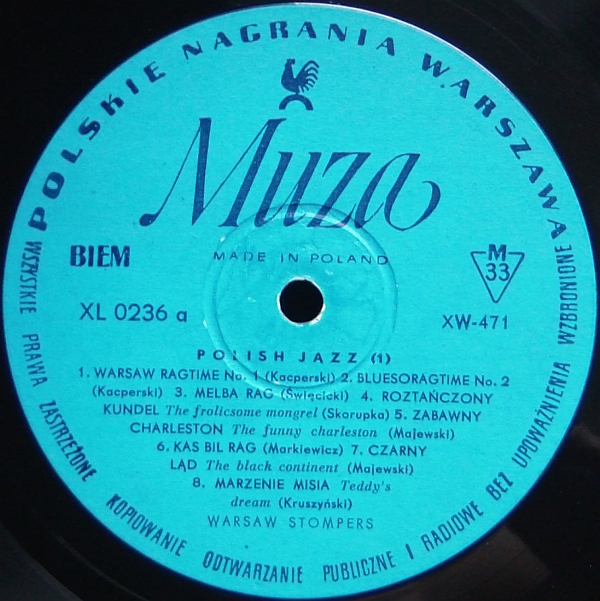 POLSKIE NAGRANIA WARSZAWA
Muza
BIEM
MADE IN POLAND
M
33
XL 0236 a
XW-471
POLISH JAZZ (1)
1. WARSAW RAGTIME No. 1 (Kacperski) 2. BLUESORAGTIME No. 2
(Kacperski) 3. MELBA RAG (Święcicki) 4. ROZTAŃCZONY
KUNDEL The frolicsome mongrel (Skorupka) 5. ZABAWNY
CHARLESTON The funny charleston (Majewski)
6. KAS BIL RAG (Markiewicz) 7. CZARNY
LĄD The black continent (Majewski)
8. MARZENIE MISIA Teddy's
dream (Kruszyński)
WARSAW STOMPERS
WSZYSTKIE PRAWA ZASTRZEŻONE KOPIOWANIE ODTWARZANIE PUBLICZNE I RADIOWE BEZ UPOWAŻNIENIA WZBRONIONE